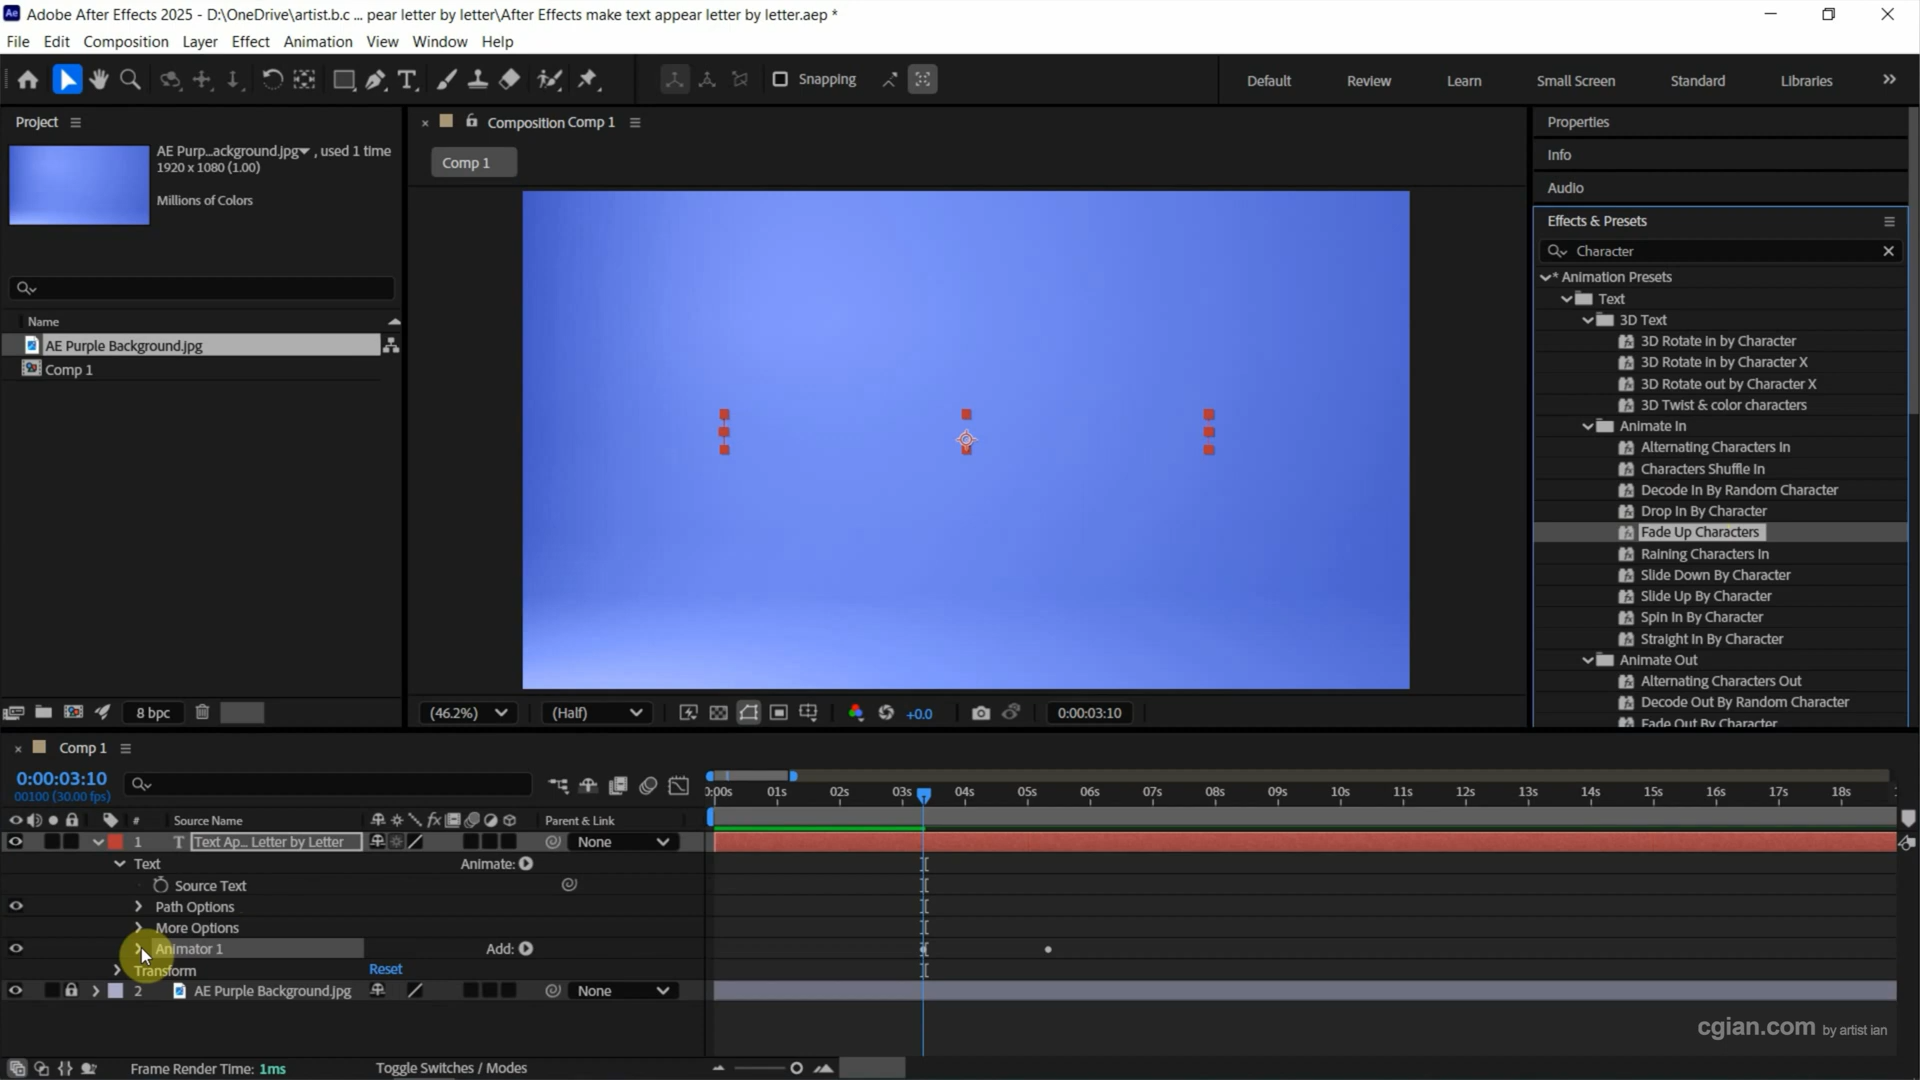 Adobe After Effects 2025 - D:\OneDrive\artist.b.c ... pear letter by letter\After Effects make text appear letter by letter.aep *
File Edit Composition Layer Effect Animation View Window Help
Snapping
Default Review Learn Small Screen Standard Libraries
Project
AE Purp...ackground.jpg , used 1 time
1920 x 1080 (1.00)
Millions of Colors
Name
AE Purple Background.jpg
Comp 1
8 bpc
Composition Comp 1
Comp 1
(46.2%) (Half) +0.0 0:00:03:10
Properties
Info
Audio
Effects & Presets
Character
* Animation Presets
Text
3D Text
3D Rotate in by Character
3D Rotate in by Character X
3D Rotate out by Character X
3D Twist & color characters
Animate In
Alternating Characters In
Characters Shuffle In
Decode In By Random Character
Drop In By Character
Fade Up Characters
Raining Characters In
Slide Down By Character
Slide Up By Character
Spin In By Character
Straight In By Character
Animate Out
Alternating Characters Out
Decode Out By Random Character
Fade Out By Character
Comp 1
0:00:03:10
00100 (30.00 fps)
0:00s 01s 02s 03s 04s 05s 06s 07s 08s 09s 10s 11s 12s 13s 14s 15s 16s 17s 18s
# Source Name Parent & Link
1 T Text Ap... Letter by Letter None
Text Animate:
Source Text
Path Options
More Options
Animator 1 Add:
Transform Reset
2 AE Purple Background.jpg None
cgian.com by artist ian
Frame Render Time: 1ms Toggle Switches / Modes